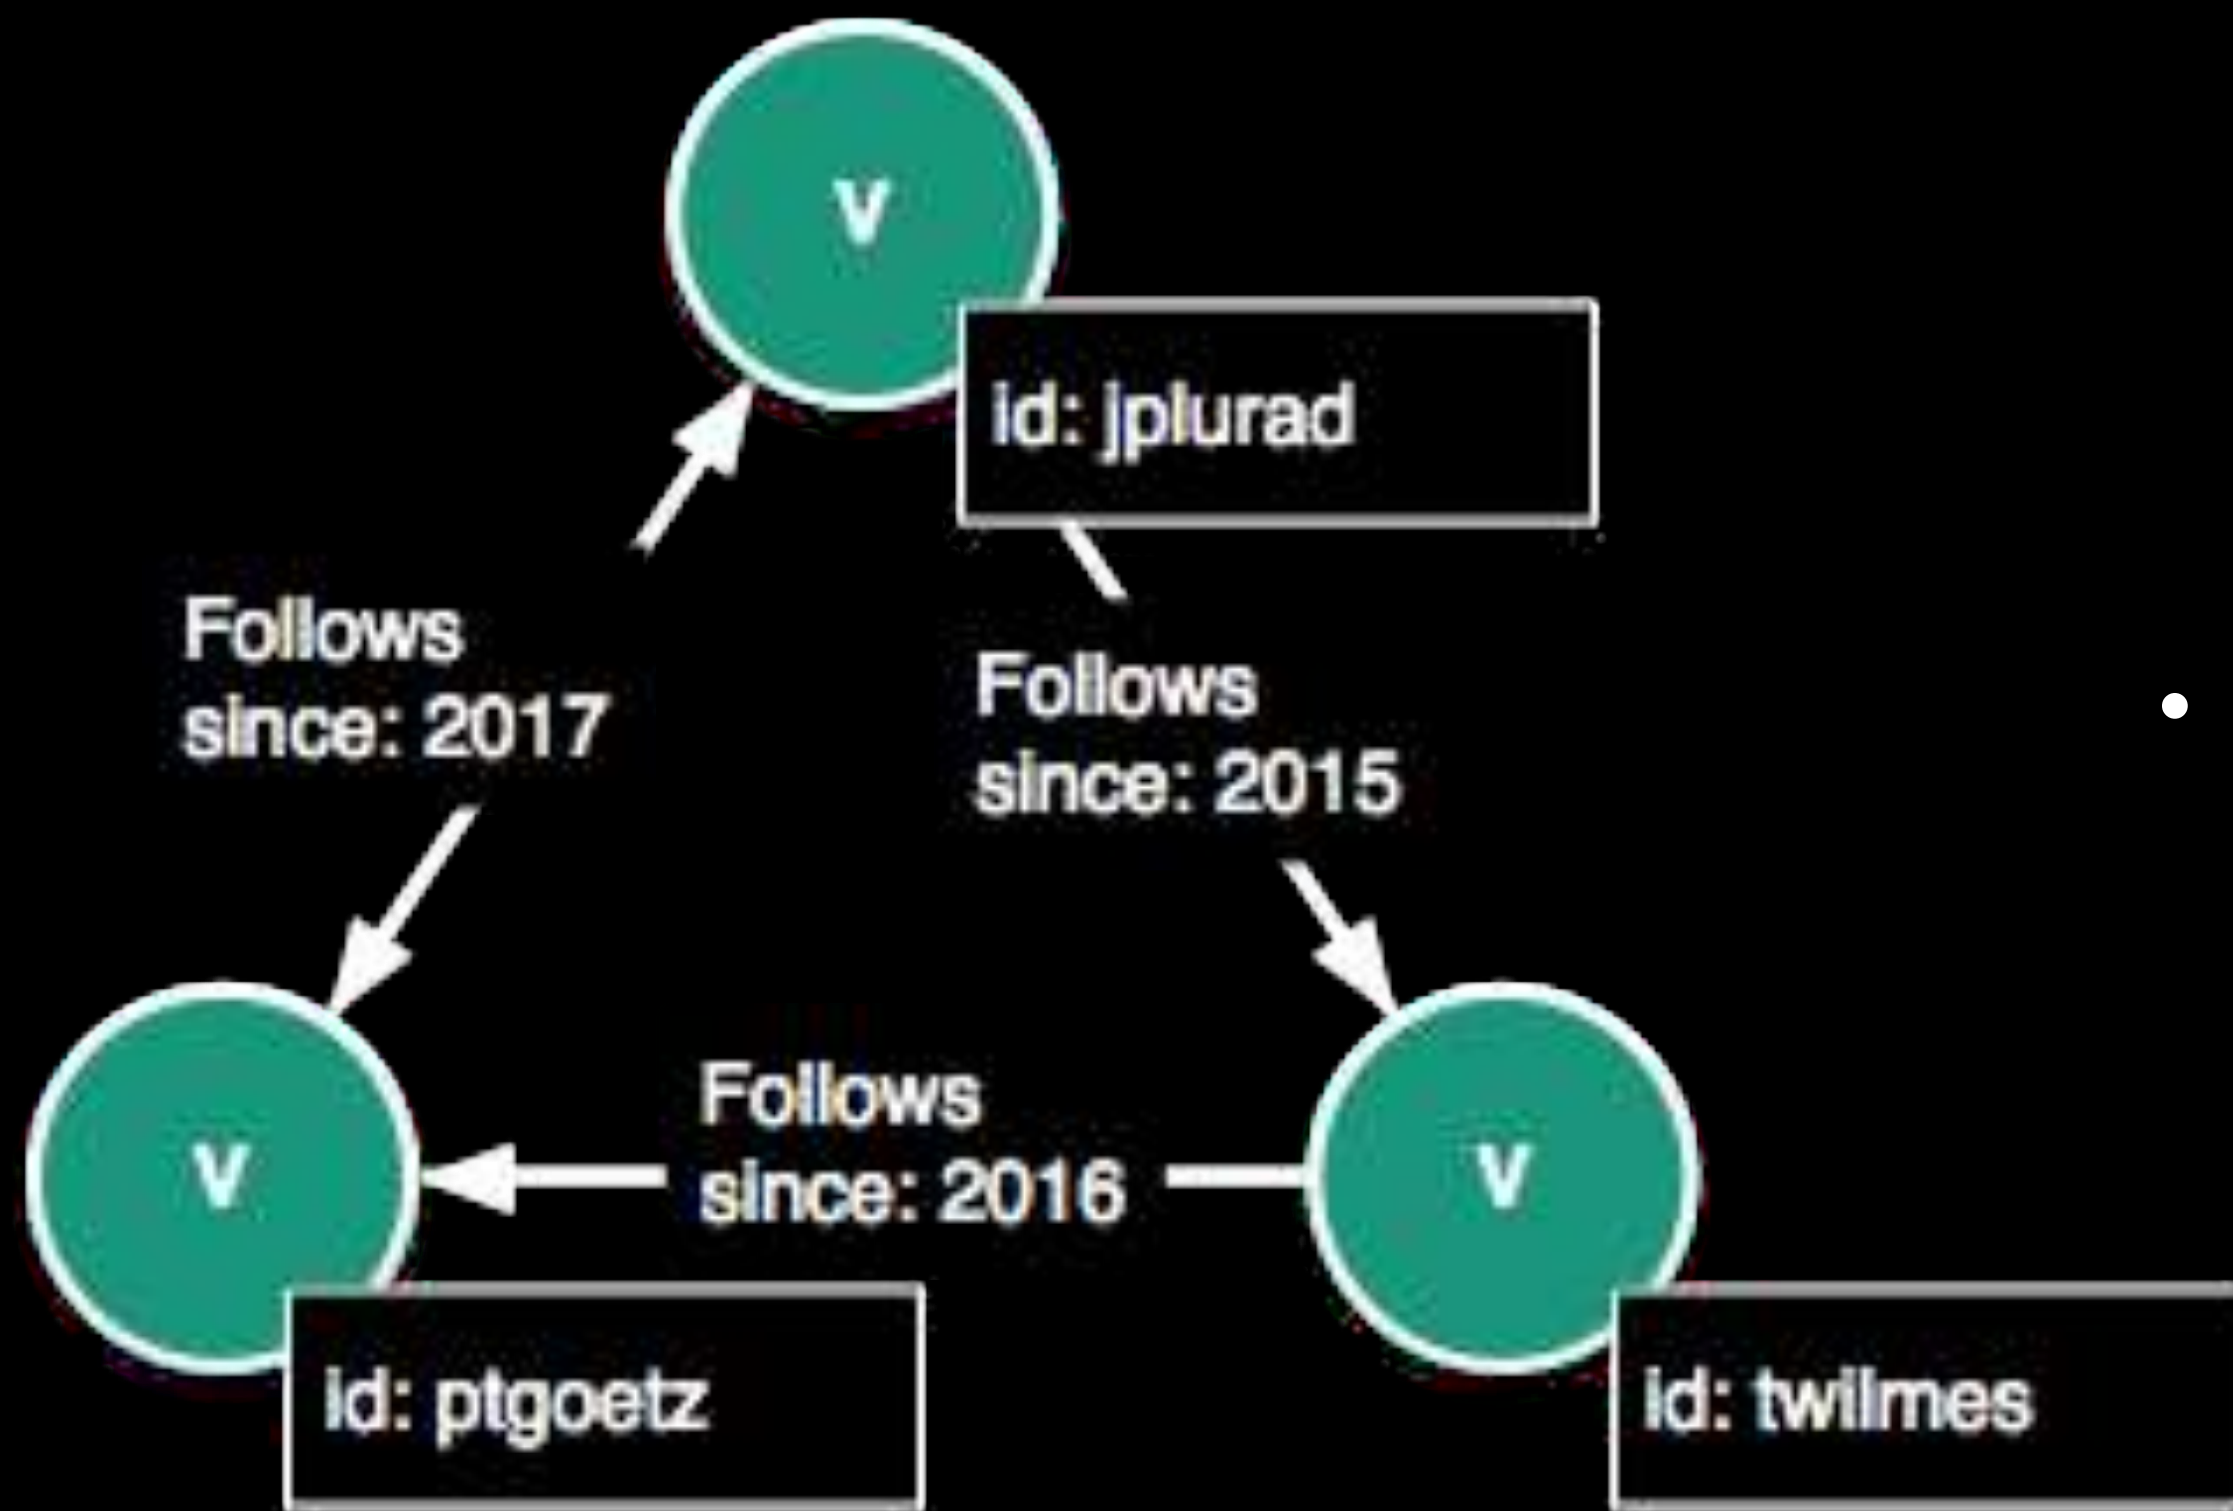 v
id: jplurad
Follows
since: 2017
Follows
since: 2015
Follows
since: 2016
v
v
id: ptgoetz
id: twilmes